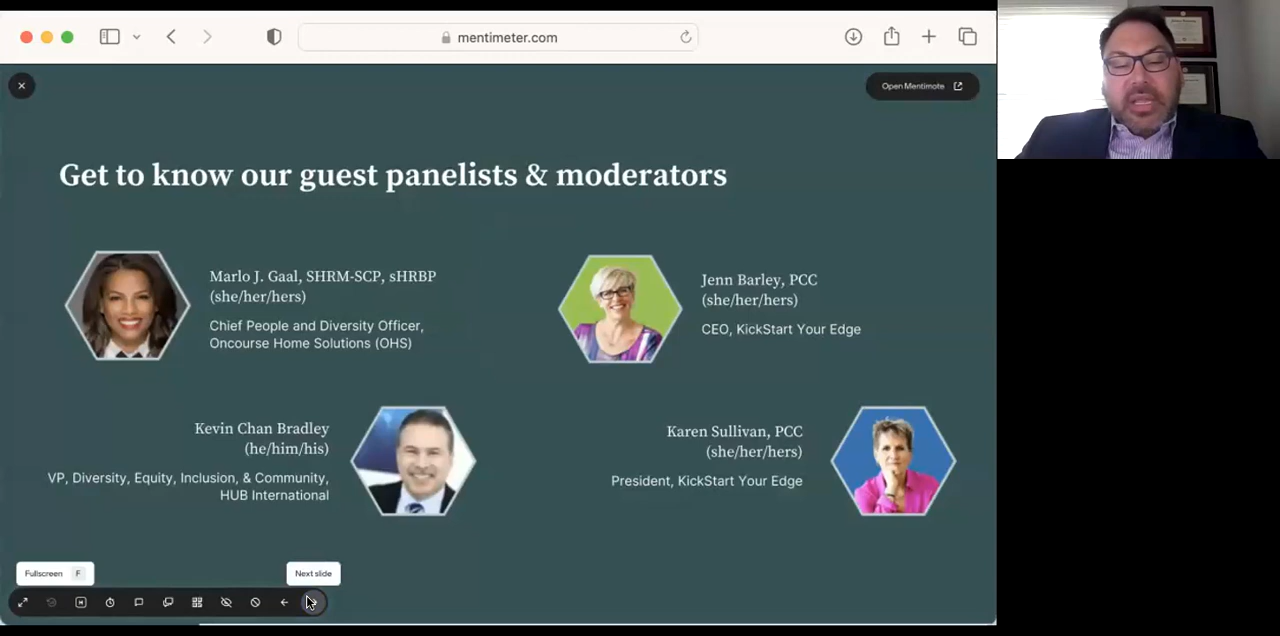 mentimeter.com
Open Mentimote
Get to know our guest panelists & moderators
Marlo J. Gaal, SHRM-SCP, sHRBP
(she/her/hers)
Chief People and Diversity Officer,
Oncourse Home Solutions (OHS)
Jenn Barley, PCC
(she/her/hers)
CEO, KickStart Your Edge
Kevin Chan Bradley
(he/him/his)
VP, Diversity, Equity, Inclusion, & Community,
HUB International
Karen Sullivan, PCC
(she/her/hers)
President, KickStart Your Edge
Fullscreen F
Next slide